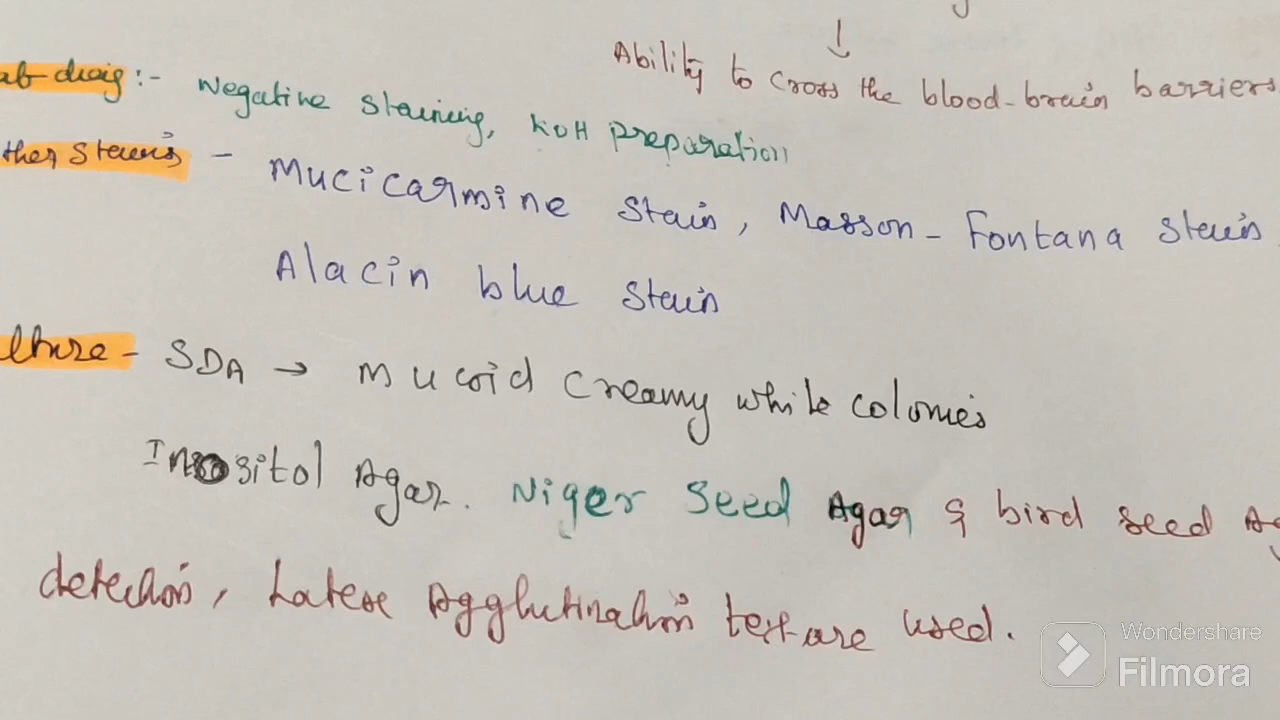 Ability to cross the blood-brain barriers
ab diag:- Negative staining, KOH preparation
ther stains - Mucicarmine stain, Masson-Fontana stain
Alacin blue stain
lture - SDA → Mucoid creamy white colonies
Inositol Agar. Niger Seed Agar & bird seed A
detection, Latex Agglutination test are used.
Wondershare
Filmora